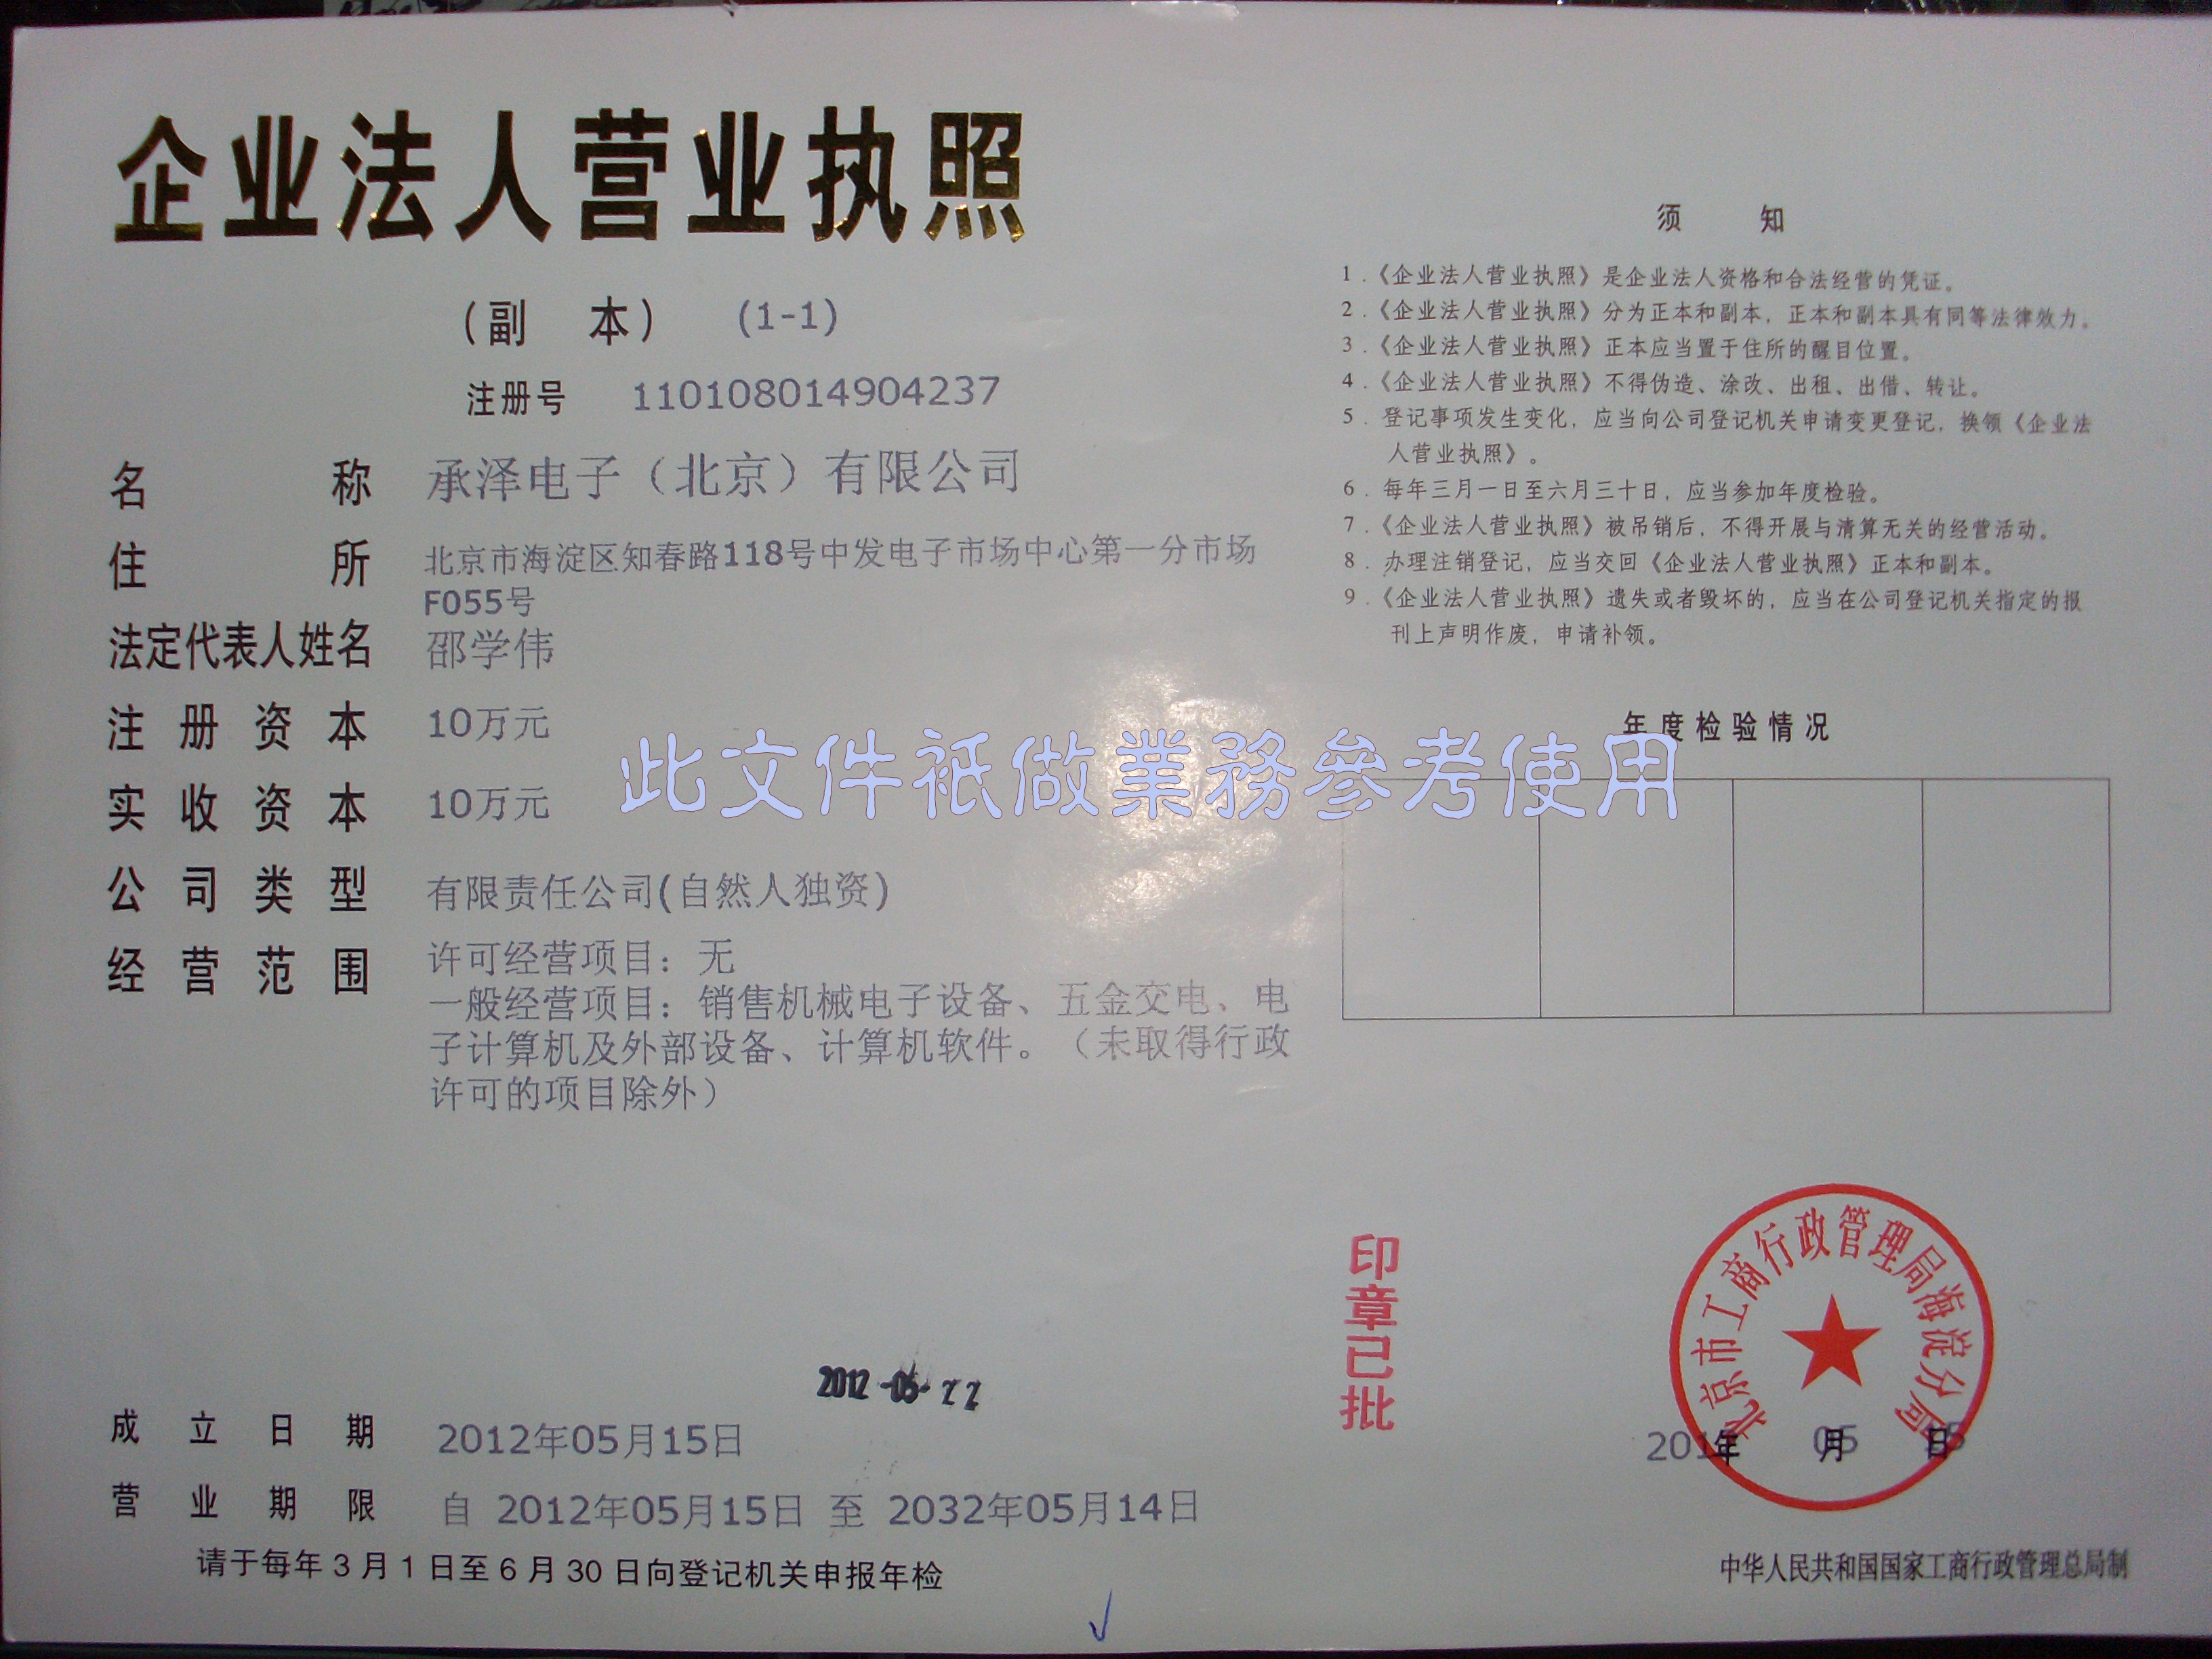 企业法人营业执照
（副 本） (1-1)
注册号 110108014904237
名 称 承泽电子（北京）有限公司
住 所 北京市海淀区知春路118号中发电子市场中心第一分市场
F055号
法定代表人姓名 邵学伟
注册资本 10万元
实收资本 10万元
公司类型 有限责任公司(自然人独资)
经营范围 许可经营项目：无
一般经营项目：销售机械电子设备、五金交电、电
子计算机及外部设备、计算机软件。（未取得行政
许可的项目除外）
2012-05-22
成立日期 2012年05月15日
营业期限 自 2012年05月15日 至 2032年05月14日
请于每年3月1日至6月30日向登记机关申报年检
此文件祗做業務參考使用
须 知
1.《企业法人营业执照》是企业法人资格和合法经营的凭证。
2.《企业法人营业执照》分为正本和副本，正本和副本具有同等法律效力。
3.《企业法人营业执照》正本应当置于住所的醒目位置。
4.《企业法人营业执照》不得伪造、涂改、出租、出借、转让。
5.登记事项发生变化，应当向公司登记机关申请变更登记，换领《企业法
人营业执照》。
6.每年三月一日至六月三十日，应当参加年度检验。
7.《企业法人营业执照》被吊销后，不得开展与清算无关的经营活动。
8.办理注销登记，应当交回《企业法人营业执照》正本和副本。
9.《企业法人营业执照》遗失或者毁坏的，应当在公司登记机关指定的报
刊上声明作废，申请补领。
年度检验情况
印章已批
北京市工商行政管理局海淀分局
年 05月 日
中华人民共和国国家工商行政管理总局制